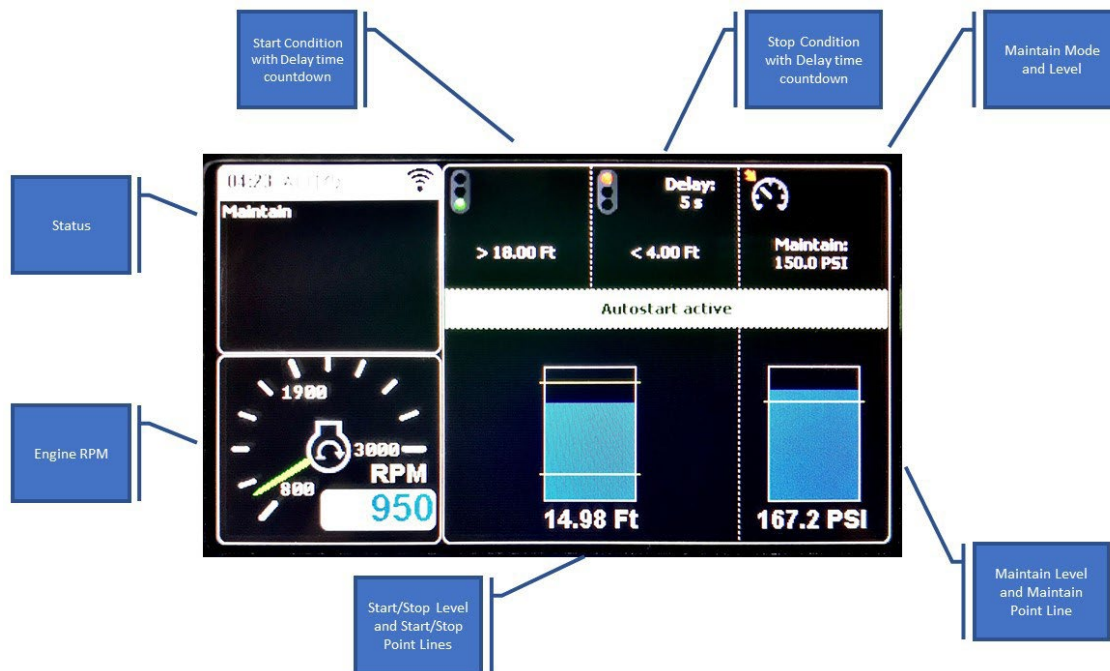 Start Condition
with Delay time
countdown
Stop Condition
with Delay time
countdown
Maintain Mode
and Level
Status
Engine RPM
04:23
Maintain
Delay:
5 s
> 18.00 Ft
< 4.00 Ft
Maintain:
150.0 PSI
Autostart active
1900
3000
800
RPM
950
14.98 Ft
167.2 PSI
Start/Stop Level
and Start/Stop
Point Lines
Maintain Level
and Maintain
Point Line